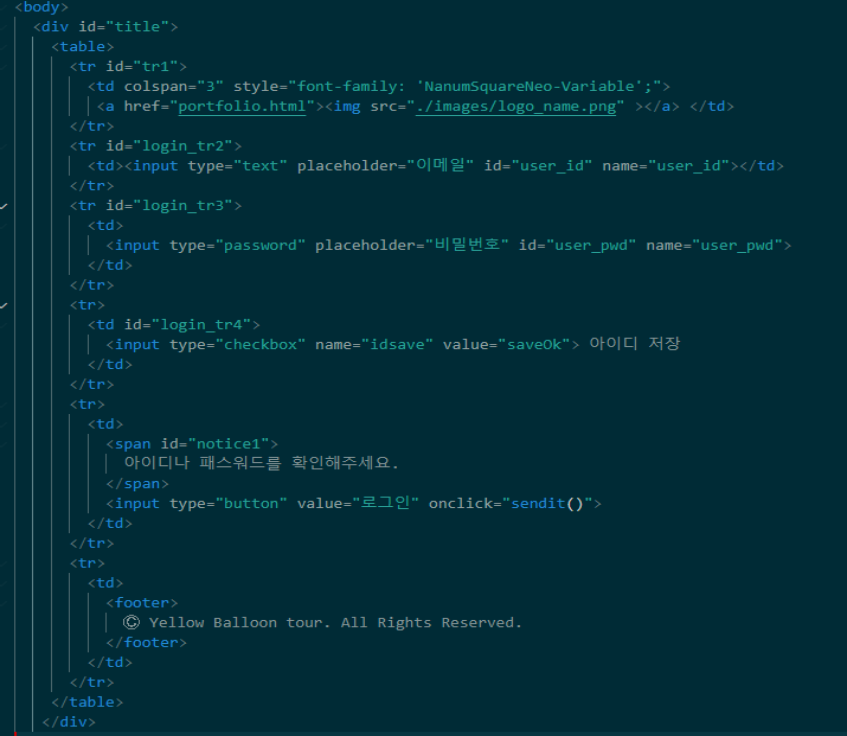 <body>
<div id="title">
<table>
<tr id="tr1">
<td colspan="3" style="font-family: 'NanumSquareNeo-Variable';">
<a href="portfolio.html"><img src="./images/logo_name.png" ></a> </td>
</tr>
<tr id="login_tr2">
<td><input type="text" placeholder="이메일" id="user_id" name="user_id"></td>
</tr>
<tr id="login_tr3">
<td>
<input type="password" placeholder="비밀번호" id="user_pwd" name="user_pwd">
</td>
</tr>
<tr>
<td id="login_tr4">
<input type="checkbox" name="idsave" value="saveOk"> 아이디 저장
</td>
</tr>
<tr>
<td>
<span id="notice1">
아이디나 패스워드를 확인해주세요.
</span>
<input type="button" value="로그인" onclick="sendit()">
</td>
</tr>
<tr>
<td>
<footer>
Ⓒ Yellow Balloon tour. All Rights Reserved.
</footer>
</td>
</tr>
</table>
</div>